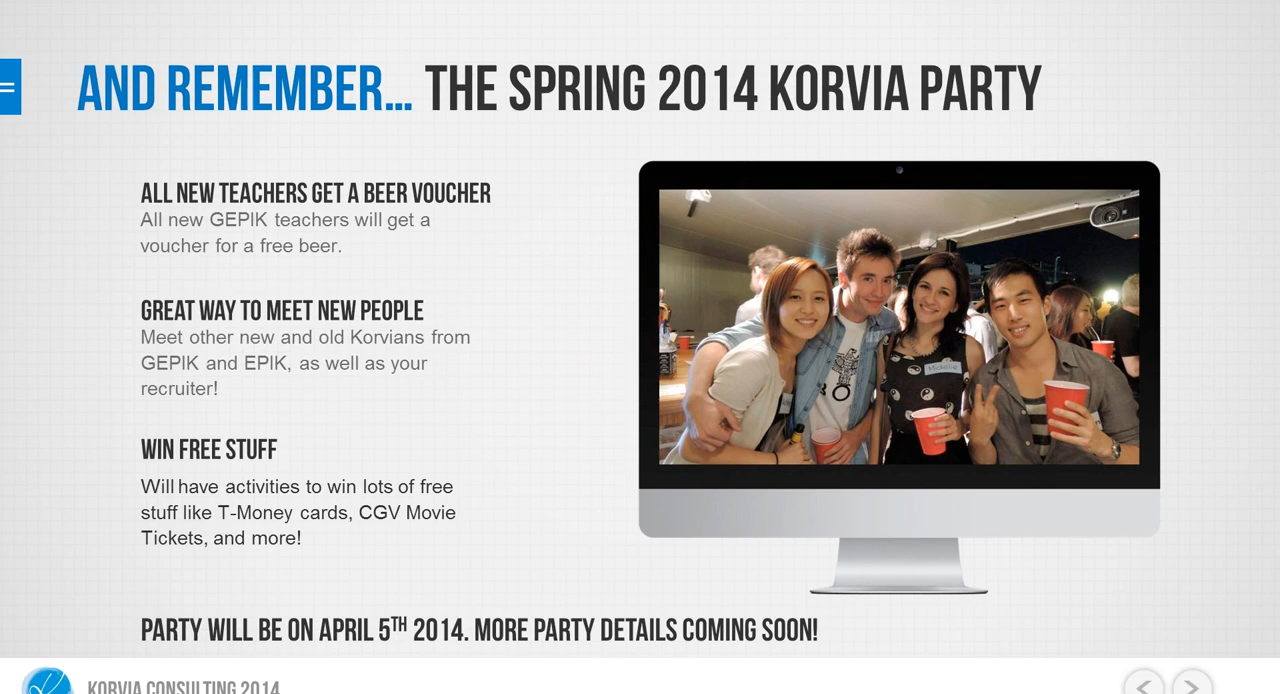 AND REMEMBER... THE SPRING 2014 KORVIA PARTY
ALL NEW TEACHERS GET A BEER VOUCHER
All new GEPIK teachers will get a
voucher for a free beer.
GREAT WAY TO MEET NEW PEOPLE
Meet other new and old Korvians from
GEPIK and EPIK, as well as your
recruiter!
WIN FREE STUFF
Will have activities to win lots of free
stuff like T-Money cards, CGV Movie
Tickets, and more!
PARTY WILL BE ON APRIL 5TH 2014. MORE PARTY DETAILS COMING SOON!
KORVIA CONSULTING 2014